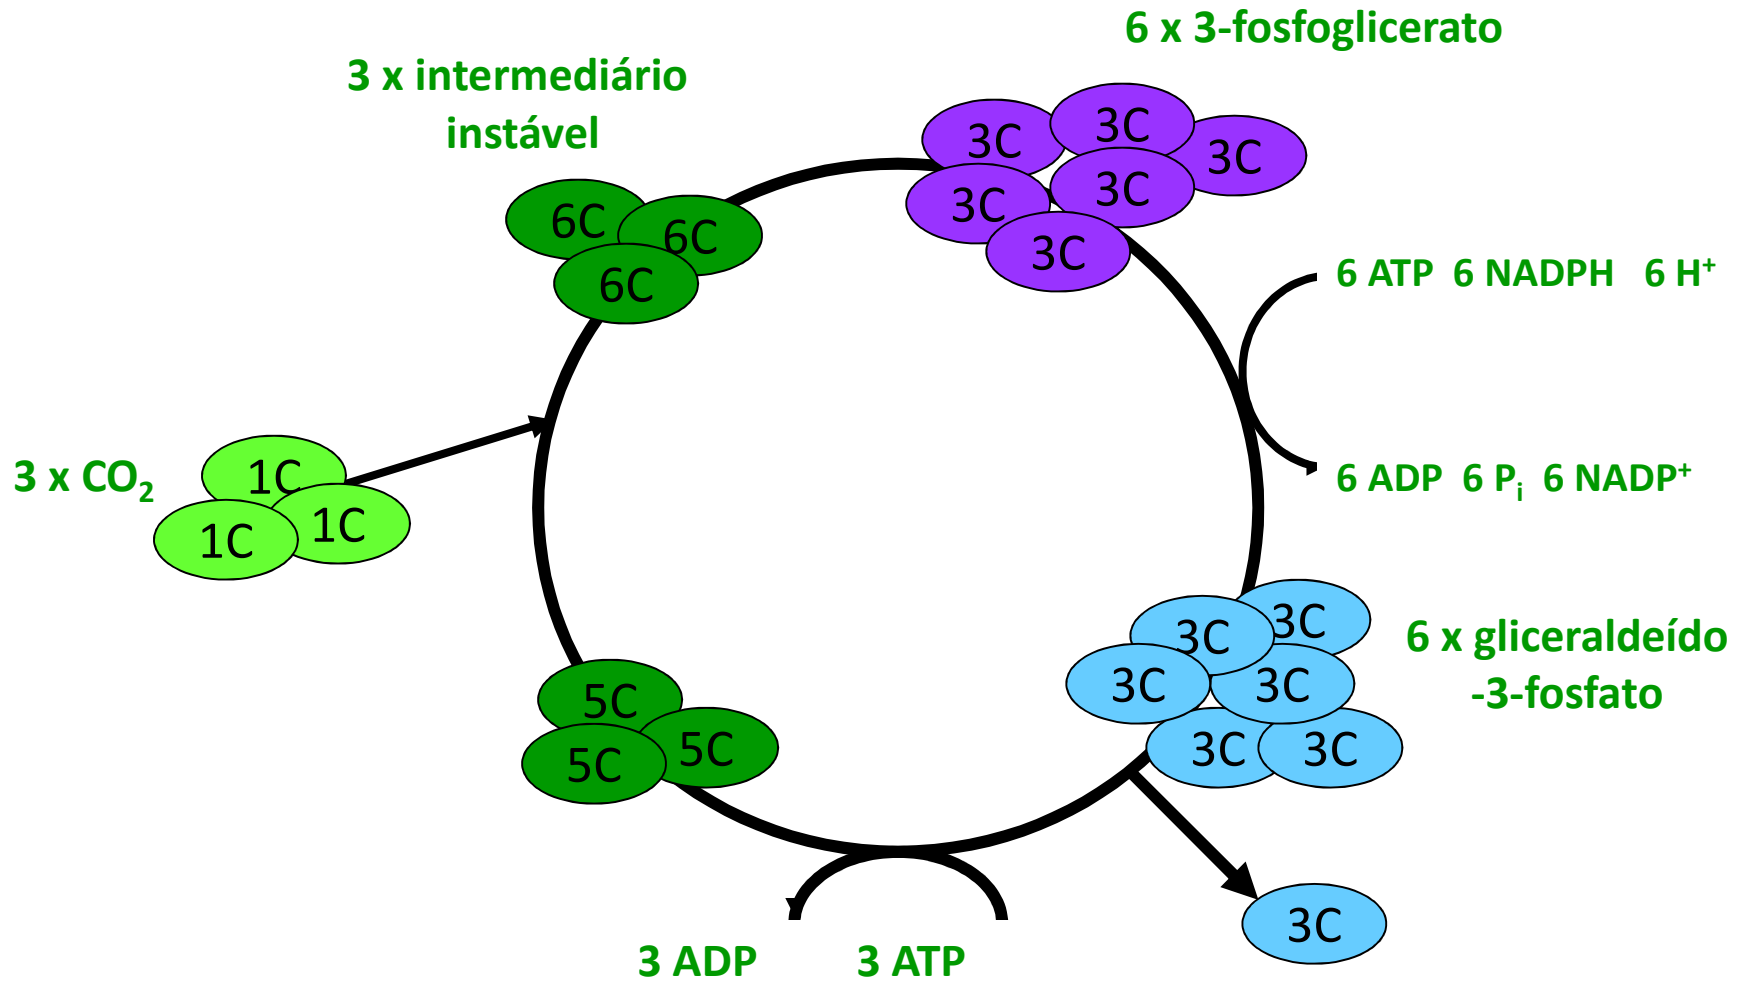 6 x 3-fosfoglicerato
3 x intermediário
instável
3C
3C
3C
3C
3C
3C
6C
6C
6C
6 ATP 6 NADPH 6 H⁺
3 x CO₂
1C
1C
1C
6 ADP 6 Pᵢ 6 NADP⁺
3C
3C
3C
3C
3C
3C
6 x gliceraldeído
-3-fosfato
5C
5C
5C
3C
3 ADP
3 ATP